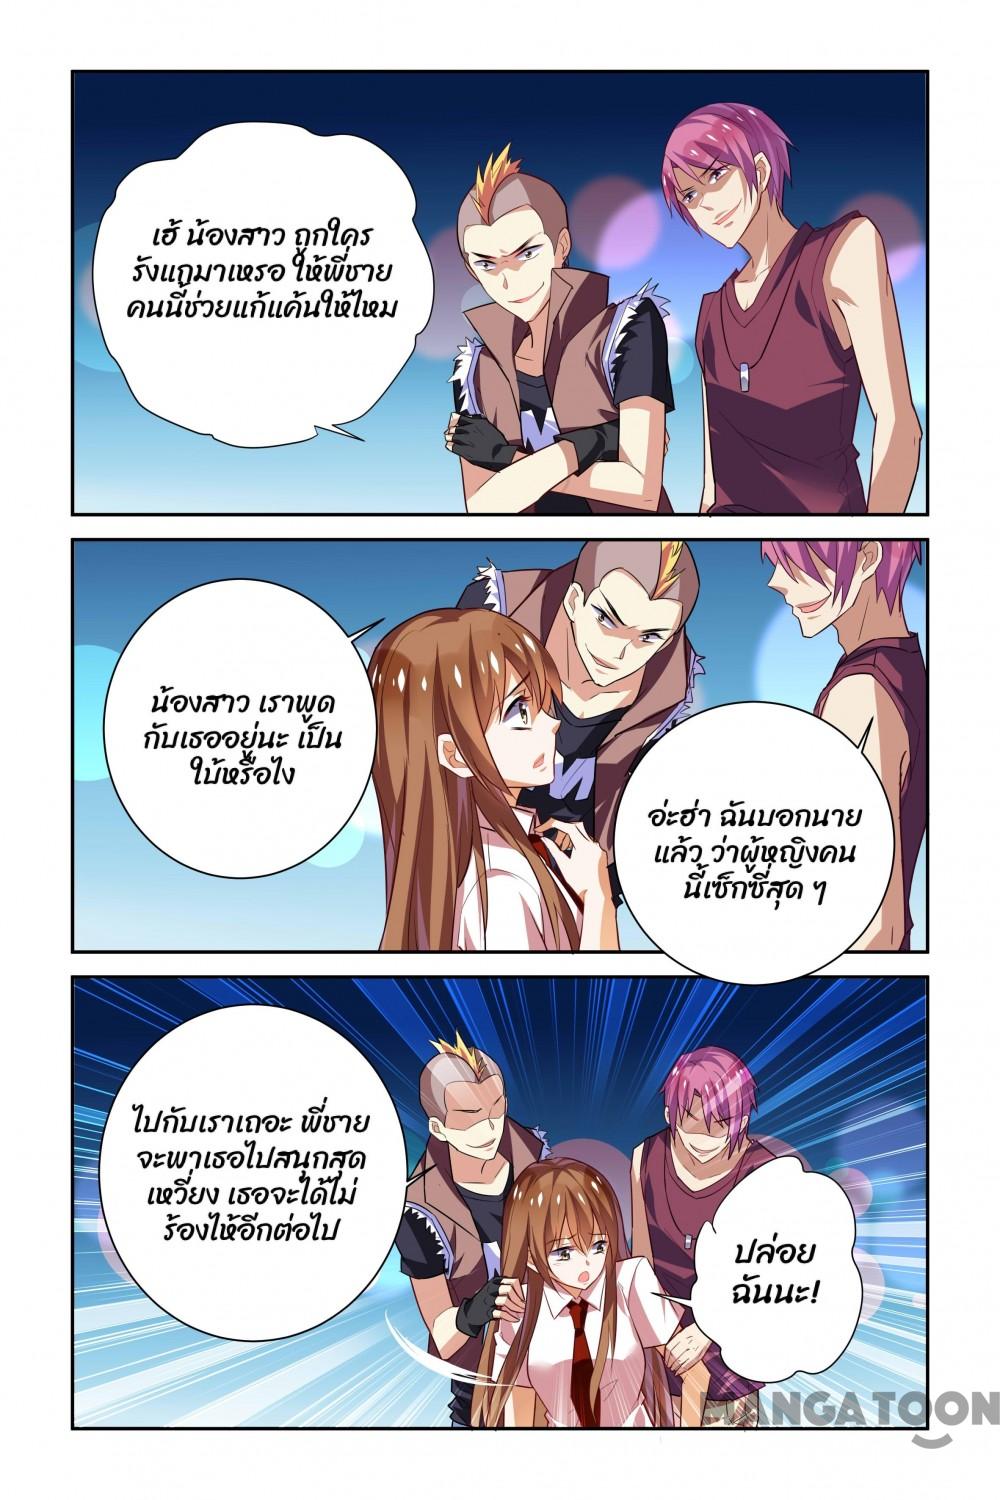 เฮ้ น้องสาว ถูกใคร
รังแกมาเหรอ ให้พี่ชาย
คนนี้ช่วยแก้แค้นให้ไหม
น้องสาว เราพูด
กับเธออยู่นะ เป็น
ใบ้หรือไง
อ่ะฮ่า ฉันบอกนาย
แล้ว ว่าผู้หญิงคน
นี้เซ็กซี่สุด ๆ
ไปกับเราเถอะ พี่ชาย
จะพาเธอไปสนุกสุด
เหวี่ยง เธอจะได้ไม่
ร้องไห้อีกต่อไป
ปล่อย
ฉันนะ!
MANGATOON